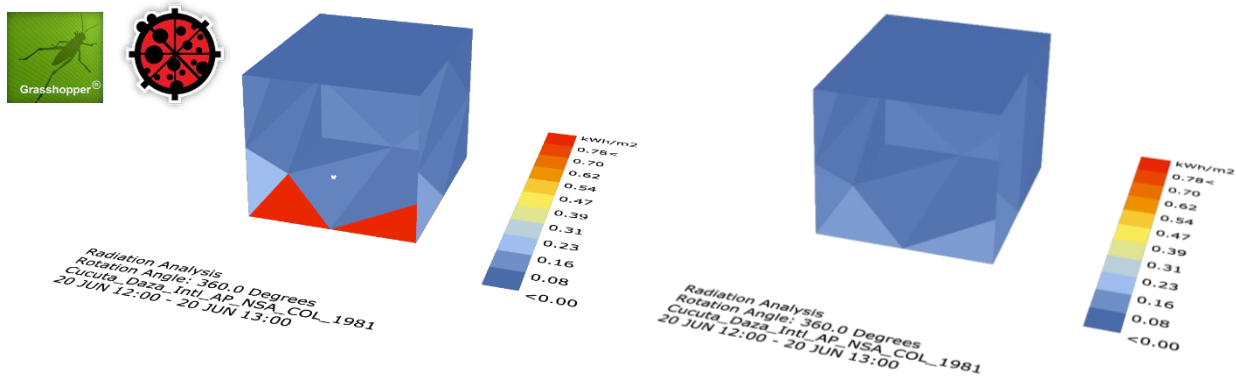 Grasshopper®
kWh/m2
0.78<
0.70
0.62
0.54
0.47
0.39
0.31
0.23
0.16
0.08
<0.00
Radiation Analysis
Rotation Angle: 360.0 Degrees
Cucuta_Daza_Intl_AP_NSA_COL_1981
20 JUN 12:00 - 20 JUN 13:00
kWh/m2
0.78<
0.70
0.62
0.54
0.47
0.39
0.31
0.23
0.16
0.08
<0.00
Radiation Analysis
Rotation Angle: 360.0 Degrees
Cucuta_Daza_Intl_AP_NSA_COL_1981
20 JUN 12:00 - 20 JUN 13:00